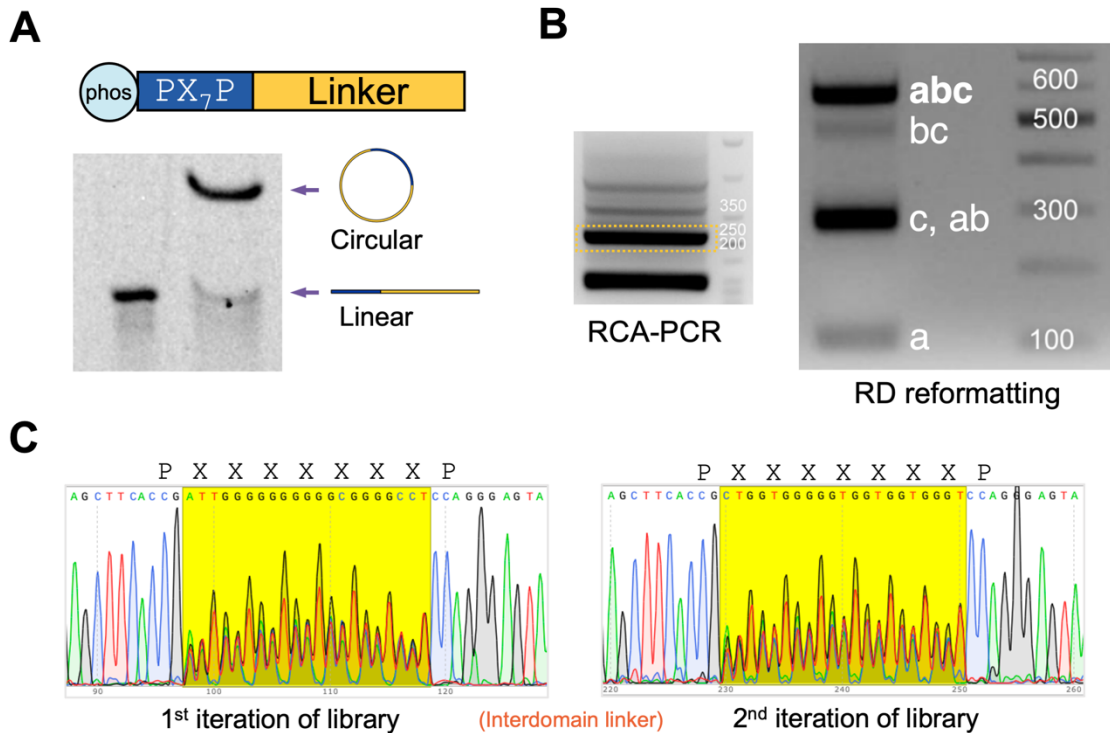 A
phos PX₇P Linker
Circular
Linear
B
350
250
200
RCA-PCR
abc
bc
c, ab
a
600
500
300
100
RD reformatting
C
P X X X X X X X P
AGCTTCACCGATTGGGGGGGGGGCGGGGCCTCCAGGGAGTA
90 100 110 120
1st iteration of library
(Interdomain linker)
P X X X X X X X P
AGCTTCACCGCTGGTGGGGGTGGTGGTGGGTCCAGGGAGTA
220 230 240 250 260
2nd iteration of library